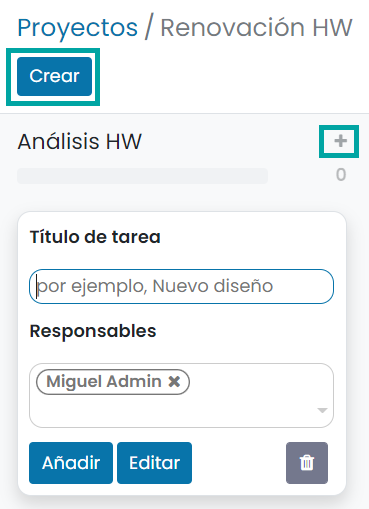 Proyectos / Renovación HW
Crear
Análisis HW +
0
Título de tarea
por ejemplo, Nuevo diseño
Responsables
Miguel Admin ✖
Añadir Editar